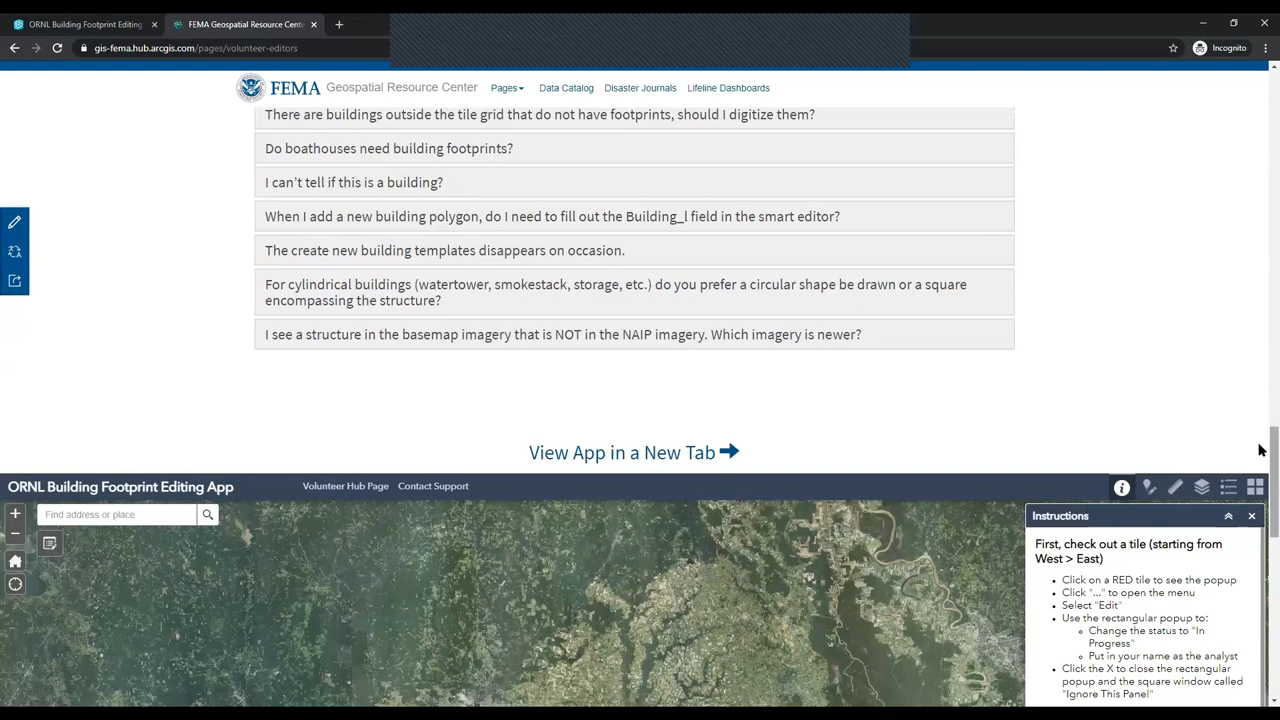 ORNL Building Footprint Editing
FEMA Geospatial Resource Cente
gis-fema.hub.arcgis.com/pages/volunteer-editors
Incognito
FEMA Geospatial Resource Center
Pages
Data Catalog
Disaster Journals
Lifeline Dashboards
There are buildings outside the tile grid that do not have footprints, should I digitize them?
Do boathouses need building footprints?
I can't tell if this is a building?
When I add a new building polygon, do I need to fill out the Building_l field in the smart editor?
The create new building templates disappears on occasion.
For cylindrical buildings (watertower, smokestack, storage, etc.) do you prefer a circular shape be drawn or a square
encompassing the structure?
I see a structure in the basemap imagery that is NOT in the NAIP imagery. Which imagery is newer?
View App in a New Tab
ORNL Building Footprint Editing App
Volunteer Hub Page
Contact Support
Find address or place
Instructions
First, check out a tile (starting from
West > East)
Click on a RED tile to see the popup
Click "..." to open the menu
Select "Edit"
Use the rectangular popup to:
Change the status to "In
Progress"
Put in your name as the analyst
Click the X to close the rectangular
popup and the square window called
"Ignore This Panel"